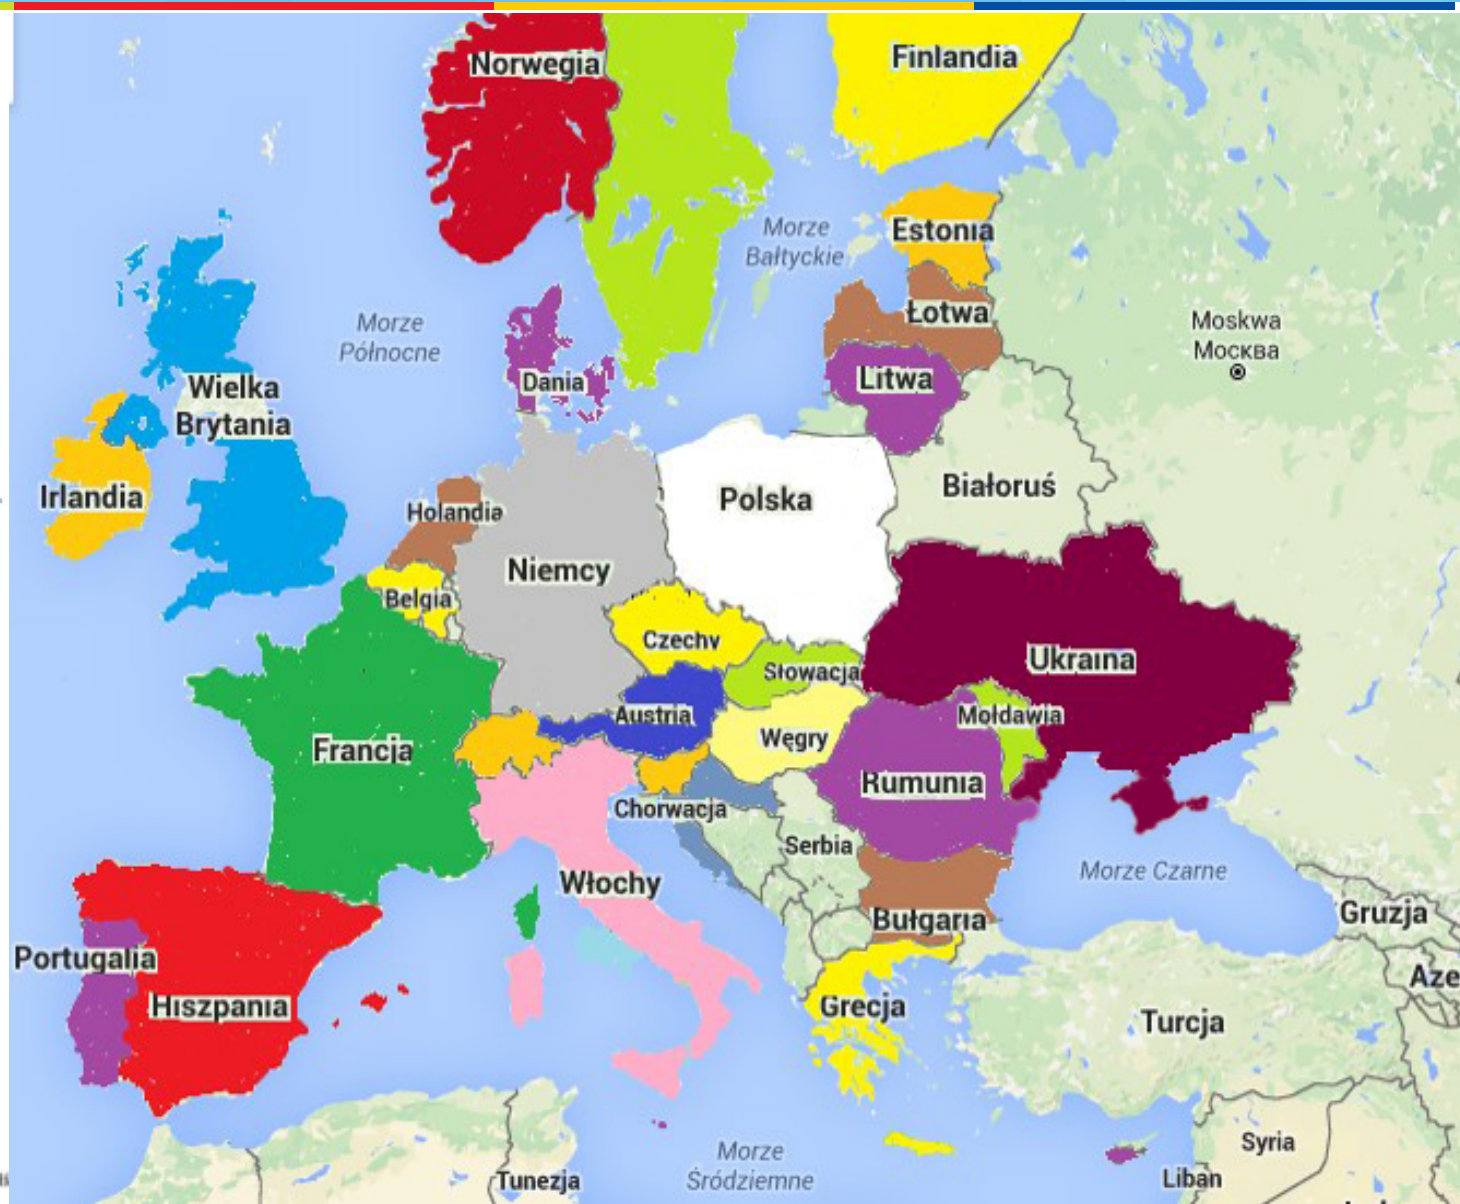 Norwegia
Finlandia
Estonia
Morze
Bałtyckie
Łotwa
Moskwa
Москва
Morze
Północne
Dania
Litwa
Wielka
Brytania
Irlandia
Białoruś
Polska
Holandia
Niemcy
Belgia
Czechy
Ukraina
Słowacja
Austria
Mołdawia
Węgry
Francja
Rumunia
Chorwacja
Serbia
Morze Czarne
Włochy
Gruzja
Bułgaria
Portugalia
Aze
Hiszpania
Grecja
Turcja
Syria
Morze
Śródziemne
Tunezja
Liban